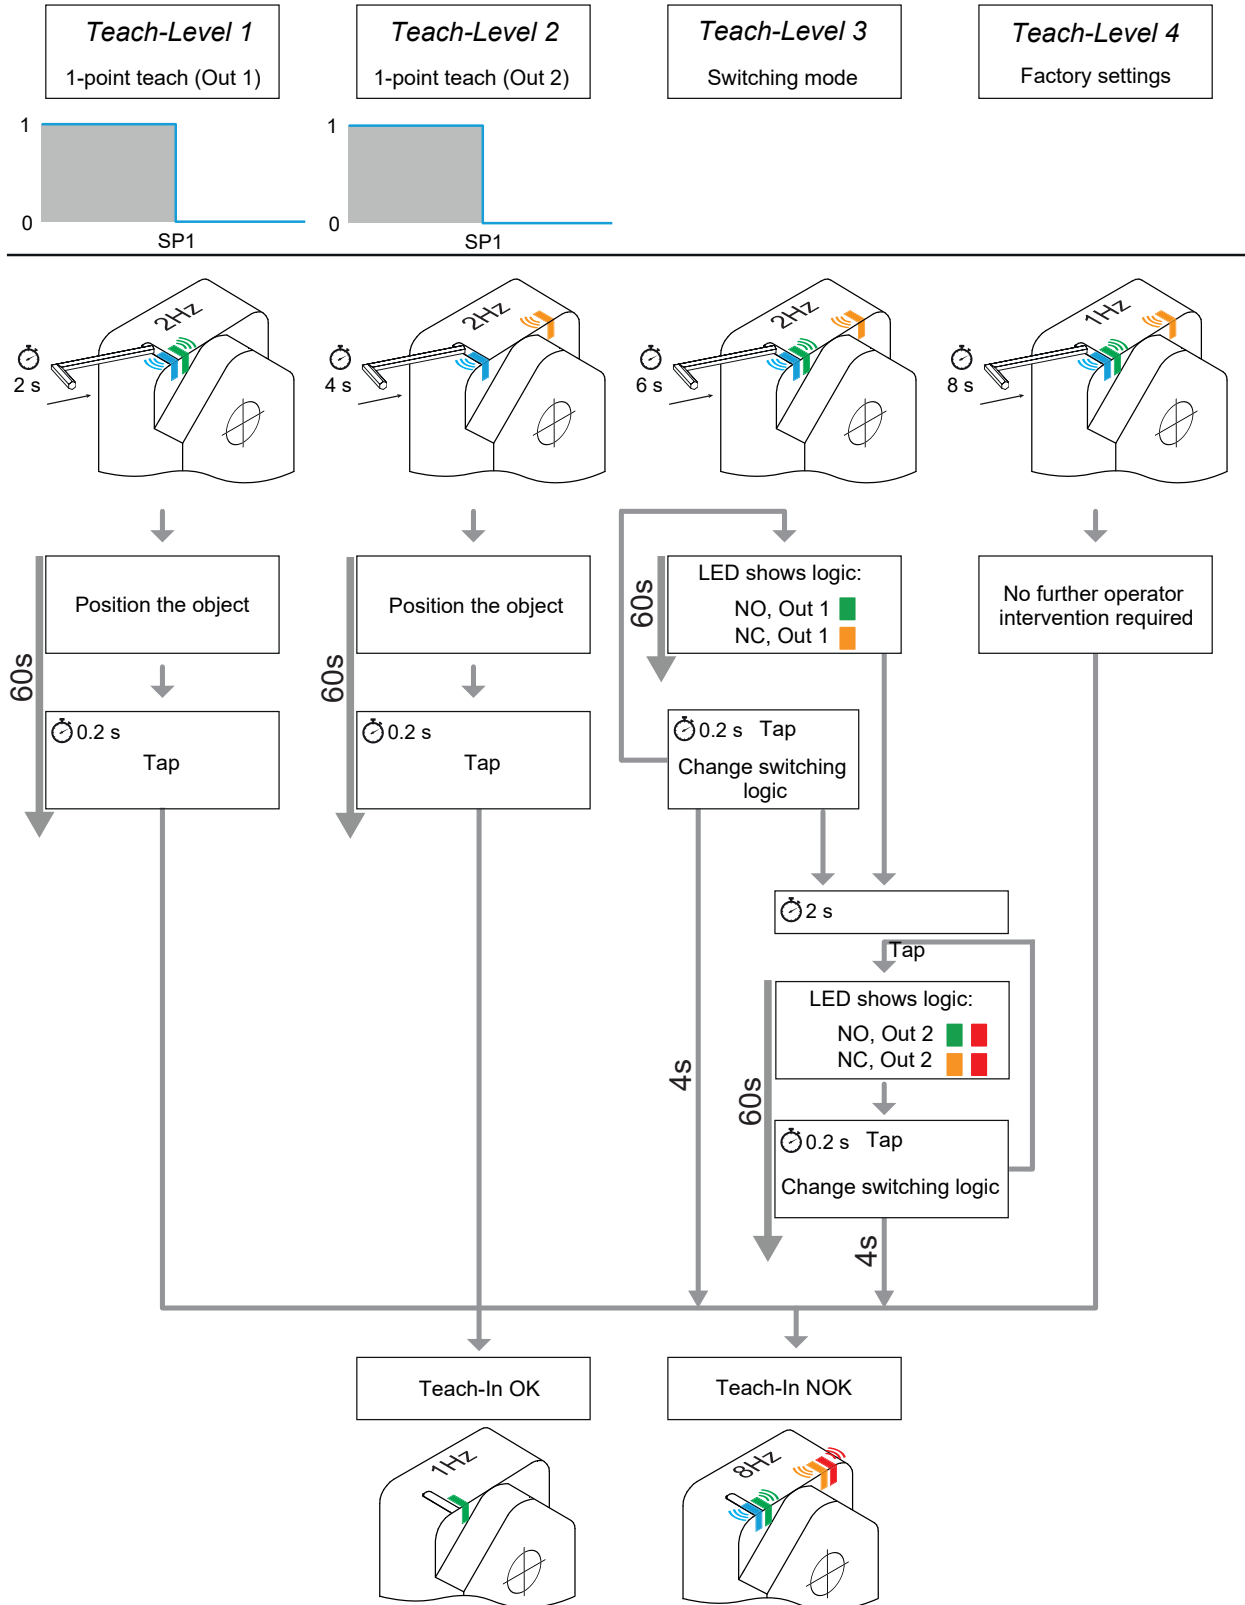 Teach-Level 1
1-point teach (Out 1)
Teach-Level 2
1-point teach (Out 2)
Teach-Level 3
Switching mode
Teach-Level 4
Factory settings
1
0
SP1
1
0
SP1
2Hz
2 s
2Hz
4 s
2Hz
6 s
1Hz
8 s
60s
Position the object
0.2 s
Tap
60s
Position the object
0.2 s
Tap
60s
LED shows logic:
NO, Out 1
NC, Out 1
0.2 s Tap
Change switching
logic
No further operator
intervention required
2 s
Tap
4s
60s
LED shows logic:
NO, Out 2
NC, Out 2
0.2 s Tap
Change switching logic
4s
Teach-In OK
1Hz
Teach-In NOK
8Hz